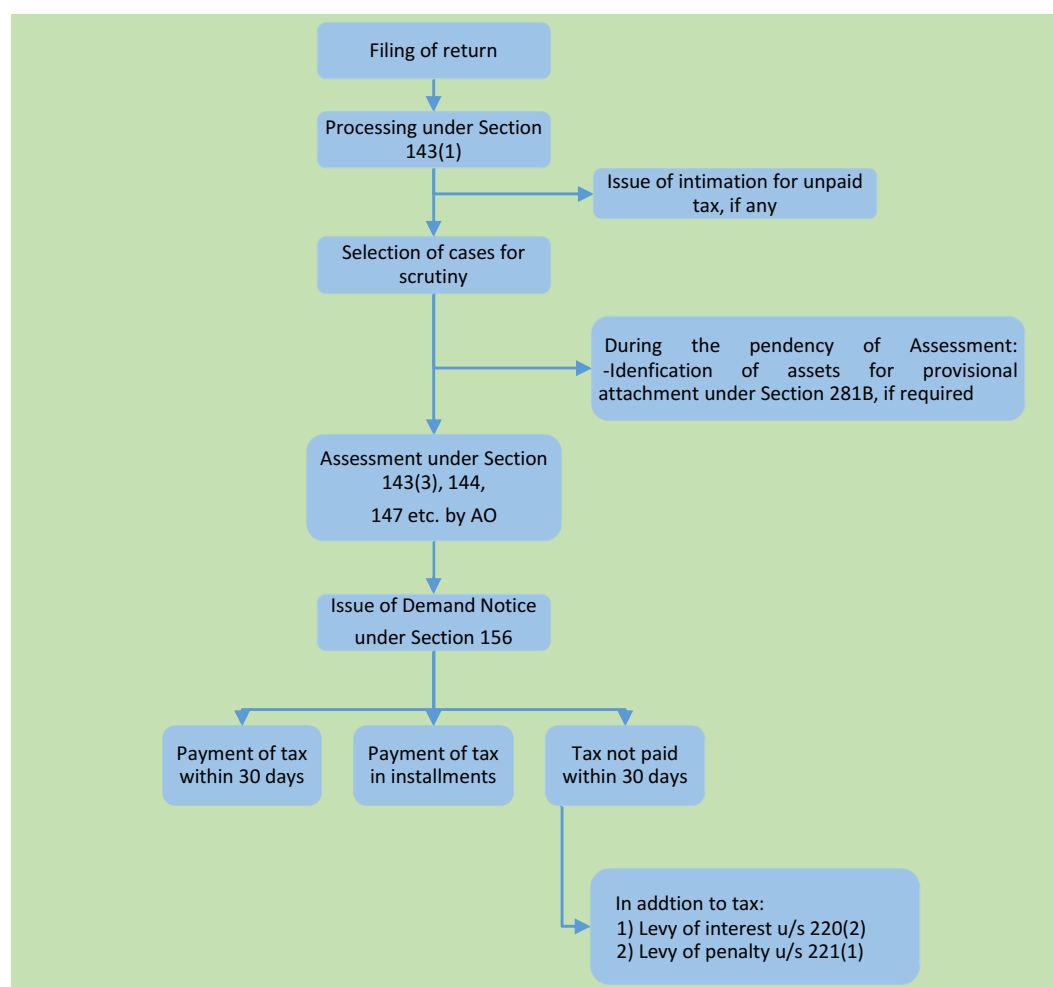 Filing of return
Processing under Section
143(1)
Issue of intimation for unpaid
tax, if any
Selection of cases for
scrutiny
During the pendency of Assessment:
-Idenfication of assets for provisional
attachment under Section 281B, if required
Assessment under Section
143(3), 144,
147 etc. by AO
Issue of Demand Notice
under Section 156
Payment of tax
within 30 days
Payment of tax
in installments
Tax not paid
within 30 days
In addtion to tax:
1) Levy of interest u/s 220(2)
2) Levy of penalty u/s 221(1)